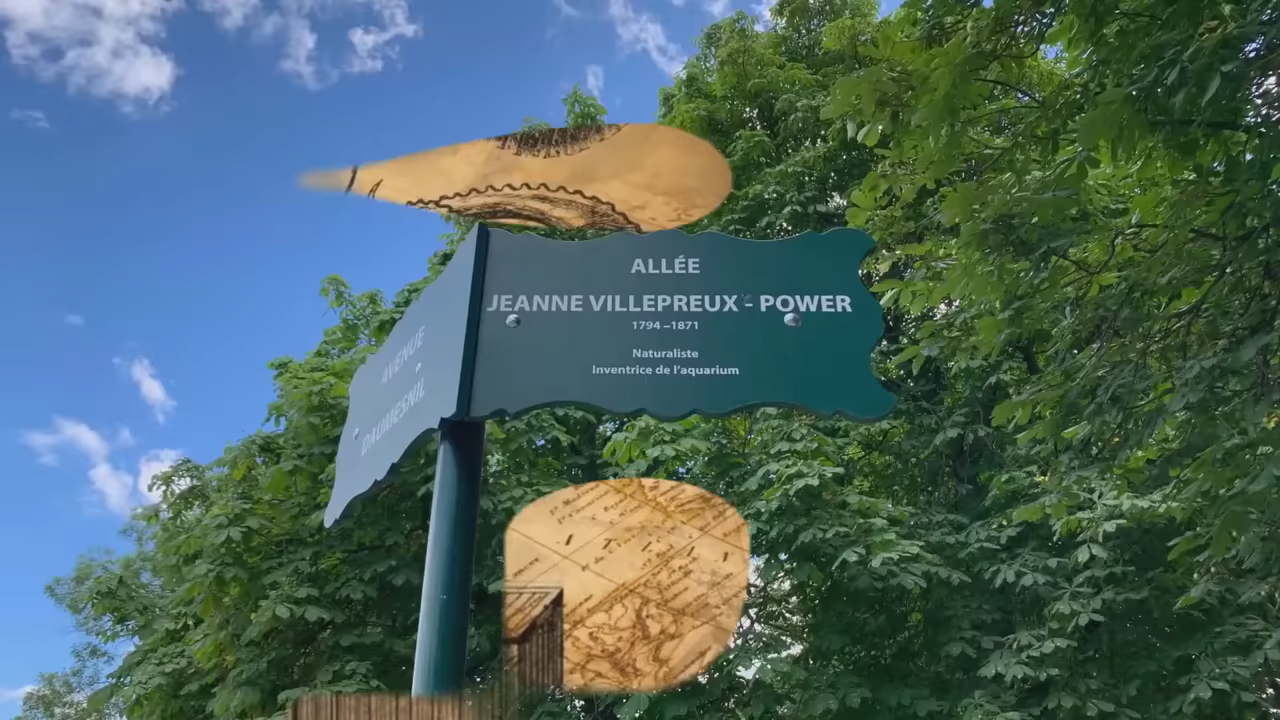 ALLÉE
JEANNE VILLEPREUX - POWER
1794 –1871
Naturaliste
Inventrice de l'aquarium
AVENUE
DAUMESNIL